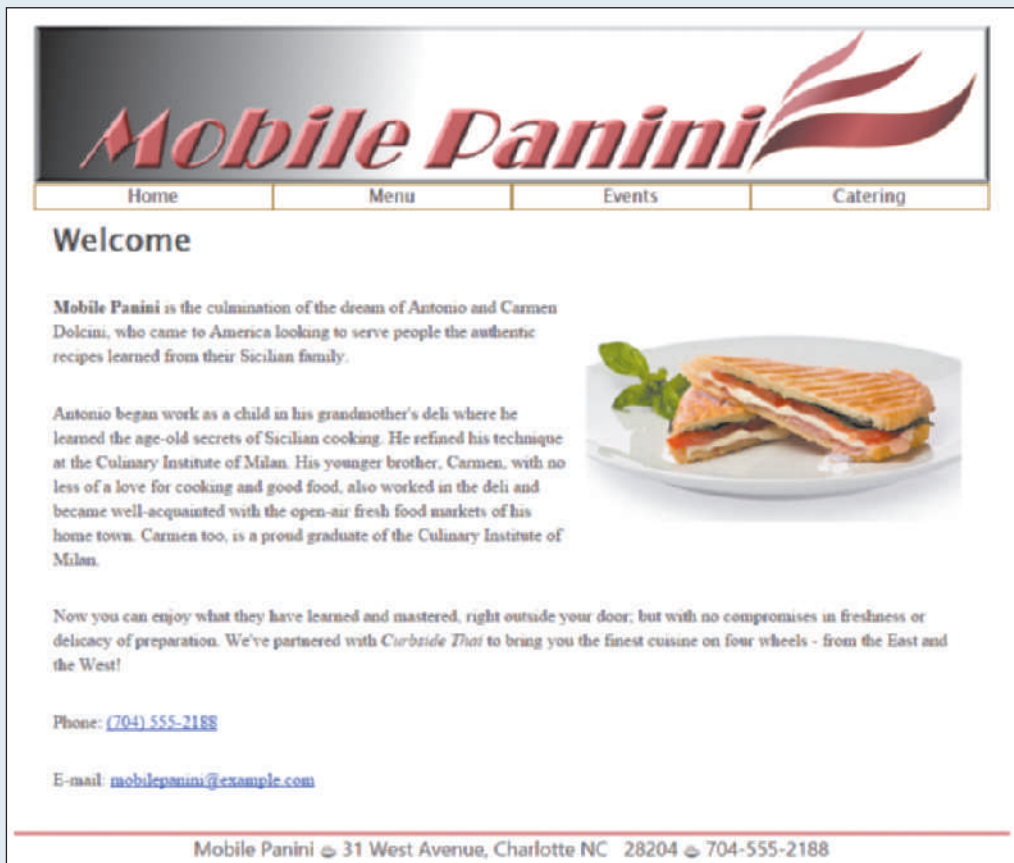 Mobile Panini
Home Menu Events Catering
Welcome
Mobile Panini is the culmination of the dream of Antonio and Carmen
Dolcini, who came to America looking to serve people the authentic
recipes learned from their Sicilian family.
Antonio began work as a child in his grandmother's deli where he
learned the age-old secrets of Sicilian cooking. He refined his technique
at the Culinary Institute of Milan. His younger brother, Carmen, with no
less of a love for cooking and good food, also worked in the deli and
became well-acquainted with the open-air fresh food markets of his
home town. Carmen too, is a proud graduate of the Culinary Institute of
Milan.
Now you can enjoy what they have learned and mastered, right outside your door; but with no compromises in freshness or
delicacy of preparation. We've partnered with Curbside Thai to bring you the finest cuisine on four wheels - from the East and
the West!
Phone: (704) 555-2188
E-mail: mobilepanini@example.com
Mobile Panini 31 West Avenue, Charlotte NC 28204 704-555-2188